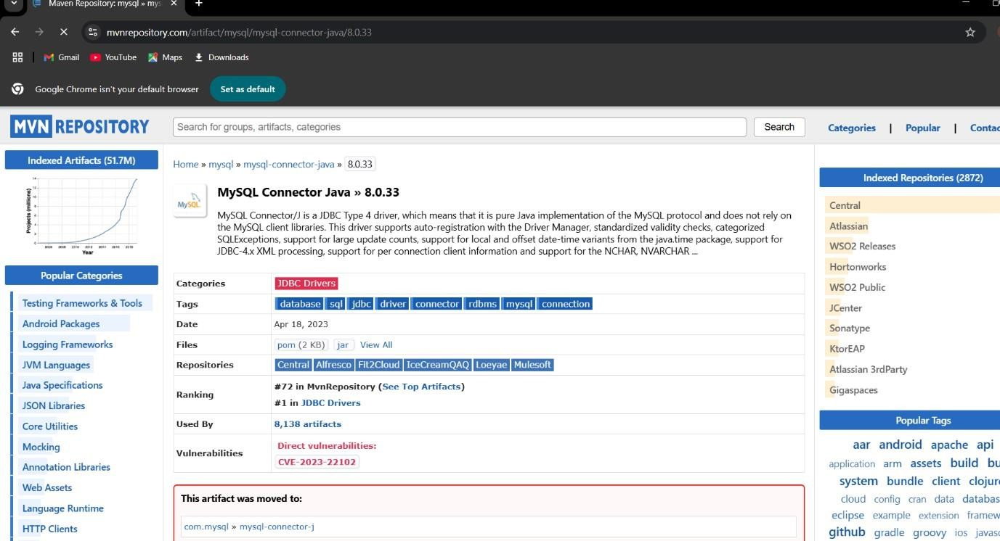 Maven Repository: mysql » mys
mvnrepository.com/artifact/mysql/mysql-connector-java/8.0.33
Gmail YouTube Maps Downloads
Google Chrome isn't your default browser Set as default
MVN REPOSITORY
Search for groups, artifacts, categories Search
Categories | Popular | Contac
Indexed Artifacts (51.7M)
Projects (millions)
Year
Popular Categories
Testing Frameworks & Tools
Android Packages
Logging Frameworks
JVM Languages
Java Specifications
JSON Libraries
Core Utilities
Mocking
Annotation Libraries
Web Assets
Language Runtime
HTTP Clients
Home » mysql » mysql-connector-java » 8.0.33
MySQL
MySQL Connector Java » 8.0.33
MySQL Connector/J is a JDBC Type 4 driver, which means that it is pure Java implementation of the MySQL protocol and does not rely on
the MySQL client libraries. This driver supports auto-registration with the Driver Manager, standardized validity checks, categorized
SQLExceptions, support for large update counts, support for local and offset date-time variants from the java.time package, support for
JDBC-4.x XML processing, support for per connection client information and support for the NCHAR, NVARCHAR ...
Categories JDBC Drivers
Tags database sql jdbc driver connector rdbms mysql connection
Date Apr 18, 2023
Files pom (2 KB) jar View All
Repositories Central Alfresco Fit2Cloud IceCreamQAQ Loeyae Mulesoft
Ranking
#72 in MvnRepository (See Top Artifacts)
#1 in JDBC Drivers
Used By 8,138 artifacts
Vulnerabilities
Direct vulnerabilities:
CVE-2023-22102
This artifact was moved to:
com.mysql » mysql-connector-j
Indexed Repositories (2872)
Central
Atlassian
WSO2 Releases
Hortonworks
WSO2 Public
JCenter
Sonatype
KtorEAP
Atlassian 3rdParty
Gigaspaces
Popular Tags
aar android apache api
application arm assets build bu
system bundle client clojur
cloud config cran data databas
eclipse example extension framew
github gradle groovy ios javasc